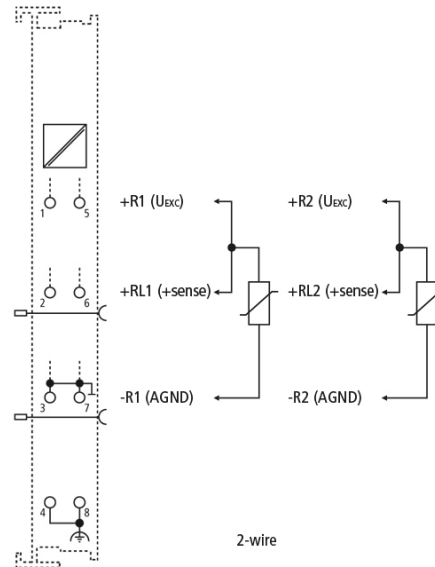 +R1 (UEXC) +R2 (UEXC)
1 5
+RL1 (+sense) +RL2 (+sense)
2 6
-R1 (AGND) -R2 (AGND)
3 7
4 8
2-wire